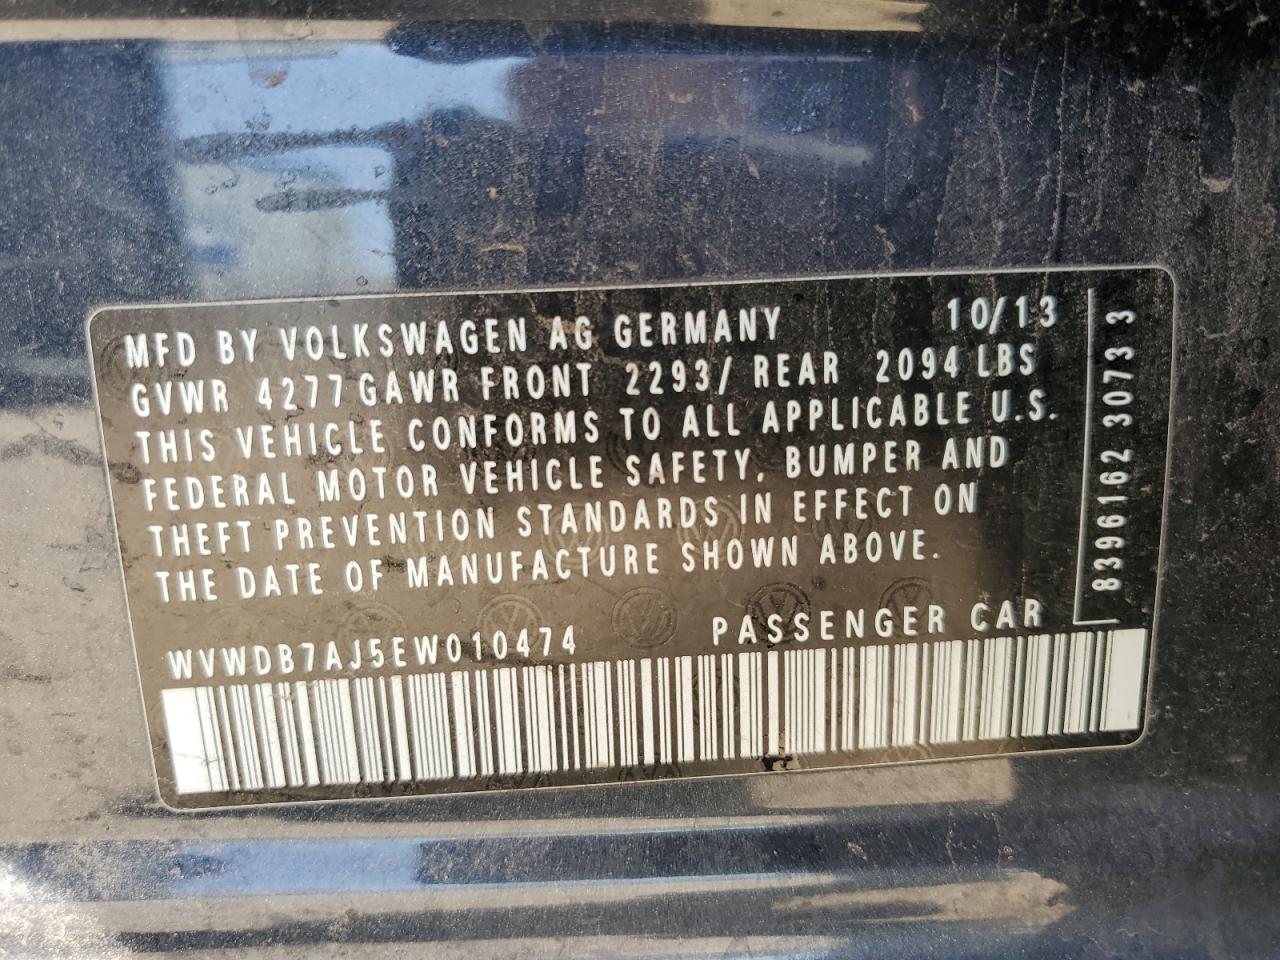 MFD BY VOLKSWAGEN AG GERMANY 10/13
GVWR 4277 GAWR FRONT 2293/ REAR 2094 LBS
THIS VEHICLE CONFORMS TO ALL APPLICABLE U.S.
FEDERAL MOTOR VEHICLE SAFETY, BUMPER AND
THEFT PREVENTION STANDARDS IN EFFECT ON
THE DATE OF MANUFACTURE SHOWN ABOVE.
WVWDB7AJ5EW010474 PASSENGER CAR
8396162 3073 3